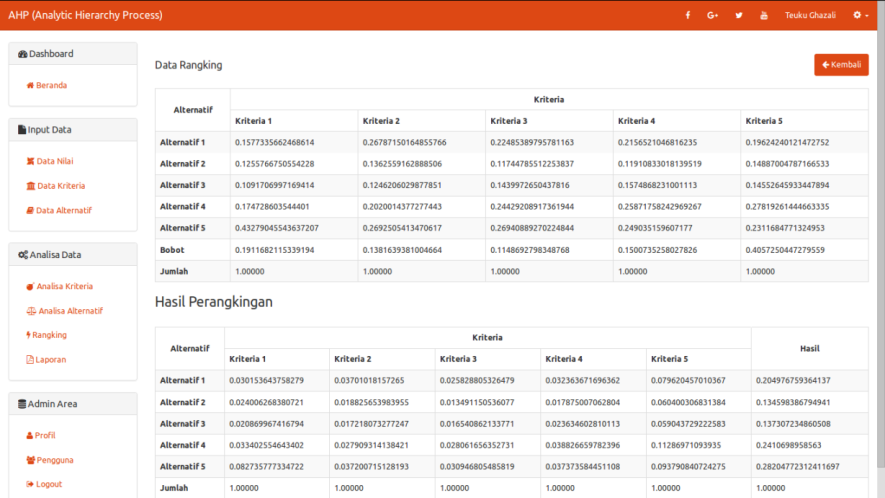 AHP (Analytic Hierarchy Process)
Teuku Ghazali
Dashboard
Beranda
Input Data
Data Nilai
Data Kriteria
Data Alternatif
Analisa Data
Analisa Kriteria
Analisa Alternatif
Rangking
Laporan
Admin Area
Profil
Pengguna
Logout
Data Rangking
Kembali
Alternatif Kriteria
Kriteria 1 Kriteria 2 Kriteria 3 Kriteria 4 Kriteria 5
Alternatif 1 0.1577335662468614 0.26787150164855766 0.22485389795781163 0.2156521046816235 0.19624240121472752
Alternatif 2 0.1255766750554228 0.1362559162888506 0.11744785512253837 0.11910833018139519 0.14887004787166533
Alternatif 3 0.1091706997169414 0.1246206029877851 0.1439972650437816 0.1574868231001113 0.14552645933447894
Alternatif 4 0.174728603544401 0.2020014377277443 0.24429208917361944 0.25871758242969267 0.27819261444663335
Alternatif 5 0.43279045543637207 0.2692505413470617 0.26940889270224844 0.249035159607177 0.2311684771324953
Bobot 0.1911682115339194 0.1381639381004664 0.1148692798348768 0.1500735258027826 0.4057250447279559
Jumlah 1.00000 1.00000 1.00000 1.00000 1.00000
Hasil Perangkingan
Alternatif Kriteria Hasil
Kriteria 1 Kriteria 2 Kriteria 3 Kriteria 4 Kriteria 5
Alternatif 1 0.030153643758279 0.03701018157265 0.025828805326479 0.032363671696362 0.079620457010367 0.204976759364137
Alternatif 2 0.024006268380721 0.018825653983955 0.013491150536077 0.017875007062804 0.060400306831384 0.134598386794941
Alternatif 3 0.020869967416794 0.017218073277247 0.016540862133771 0.023634602810113 0.059043729222583 0.137307234860508
Alternatif 4 0.033402554643402 0.027909314138421 0.028061656352731 0.038826659782396 0.11286971093935 0.2410698958563
Alternatif 5 0.082735777334722 0.037200715128193 0.030946805485819 0.037373584451108 0.093790840724275 0.28204772312411697
Jumlah 1.00000 1.00000 1.00000 1.00000 1.00000 1.00000